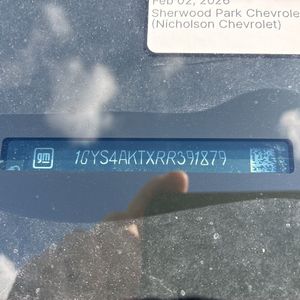 Feb 02, 2026
Sherwood Park Chevrole
(Nicholson Chevrolet)
gm 1GYS4AKTXRR391879